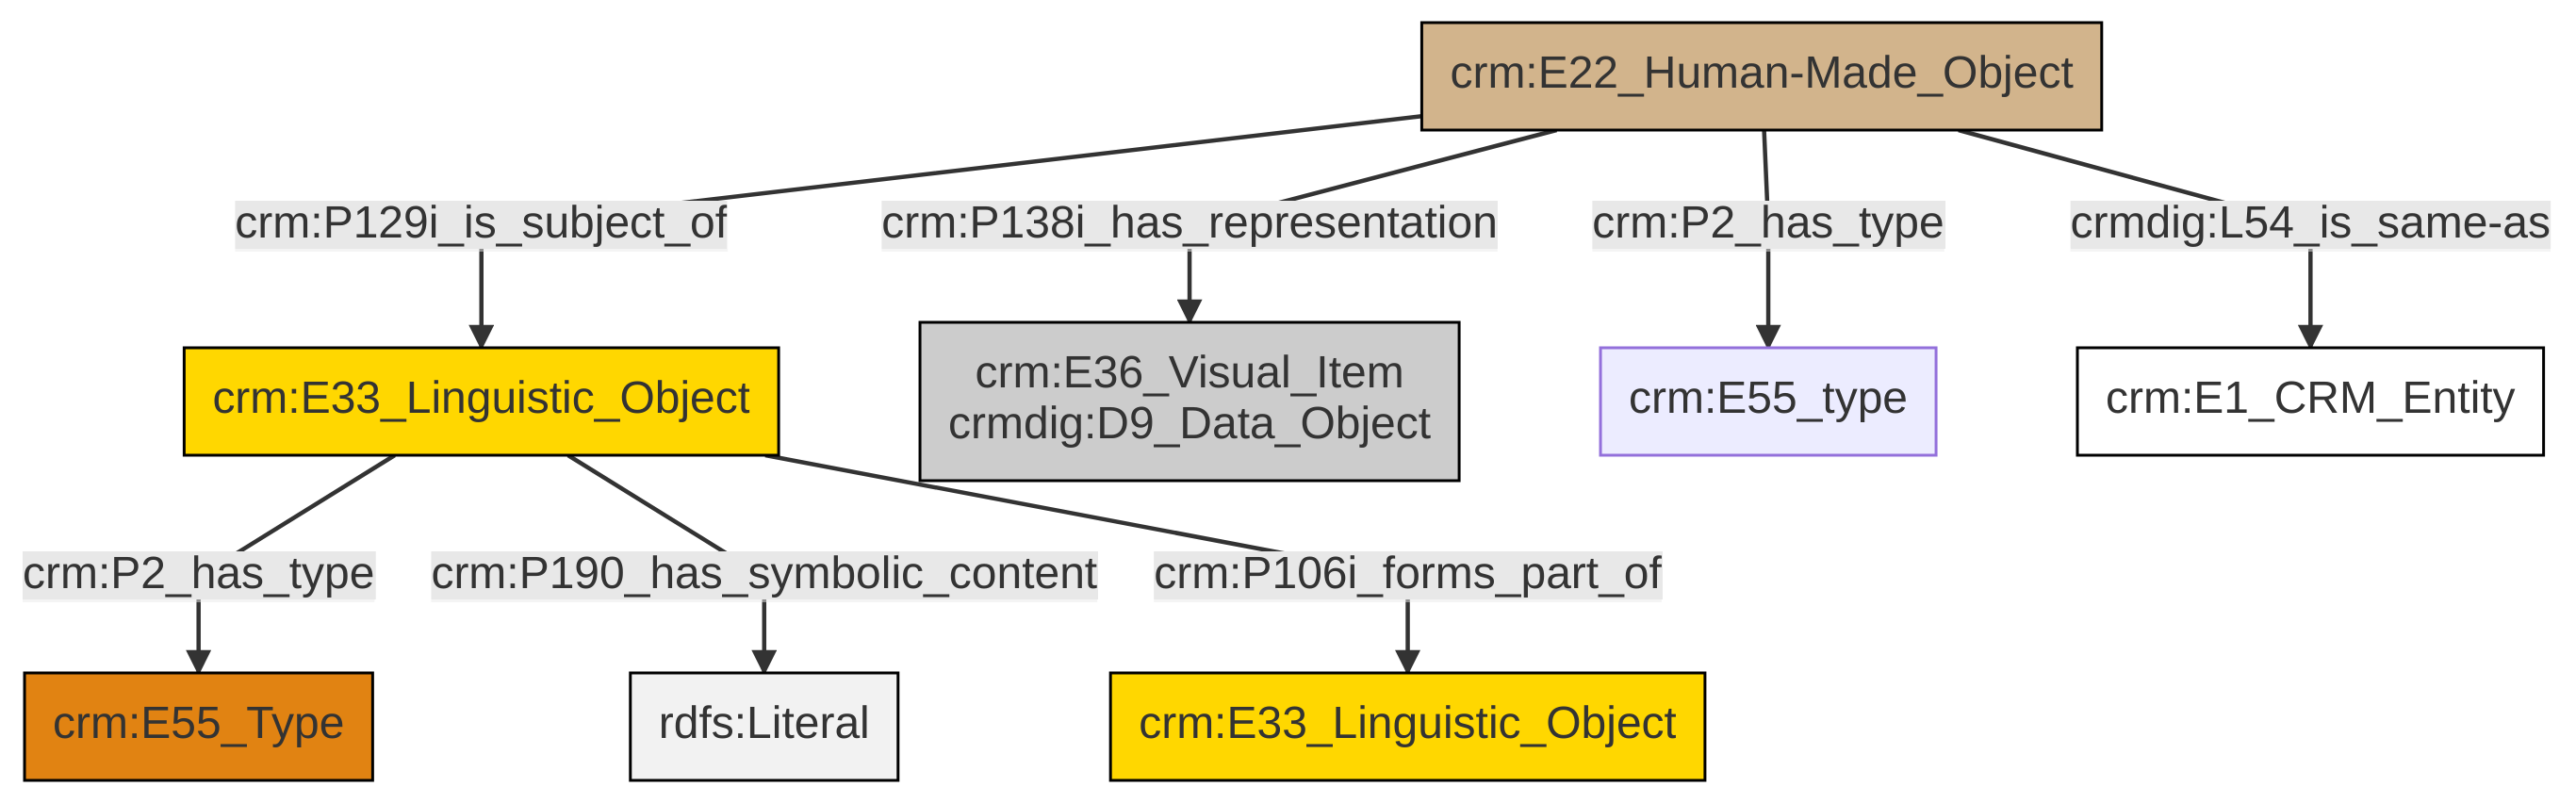 crm:E22_Human-Made_Object
crm:P129i_is_subject_of
crm:P138i_has_representation
crm:P2_has_type
crmdig:L54_is_same-as
crm:E33_Linguistic_Object
crm:E36_Visual_Item
crmdig:D9_Data_Object
crm:E55_type
crm:E1_CRM_Entity
crm:P2_has_type
crm:P190_has_symbolic_content
crm:P106i_forms_part_of
crm:E55_Type
rdfs:Literal
crm:E33_Linguistic_Object